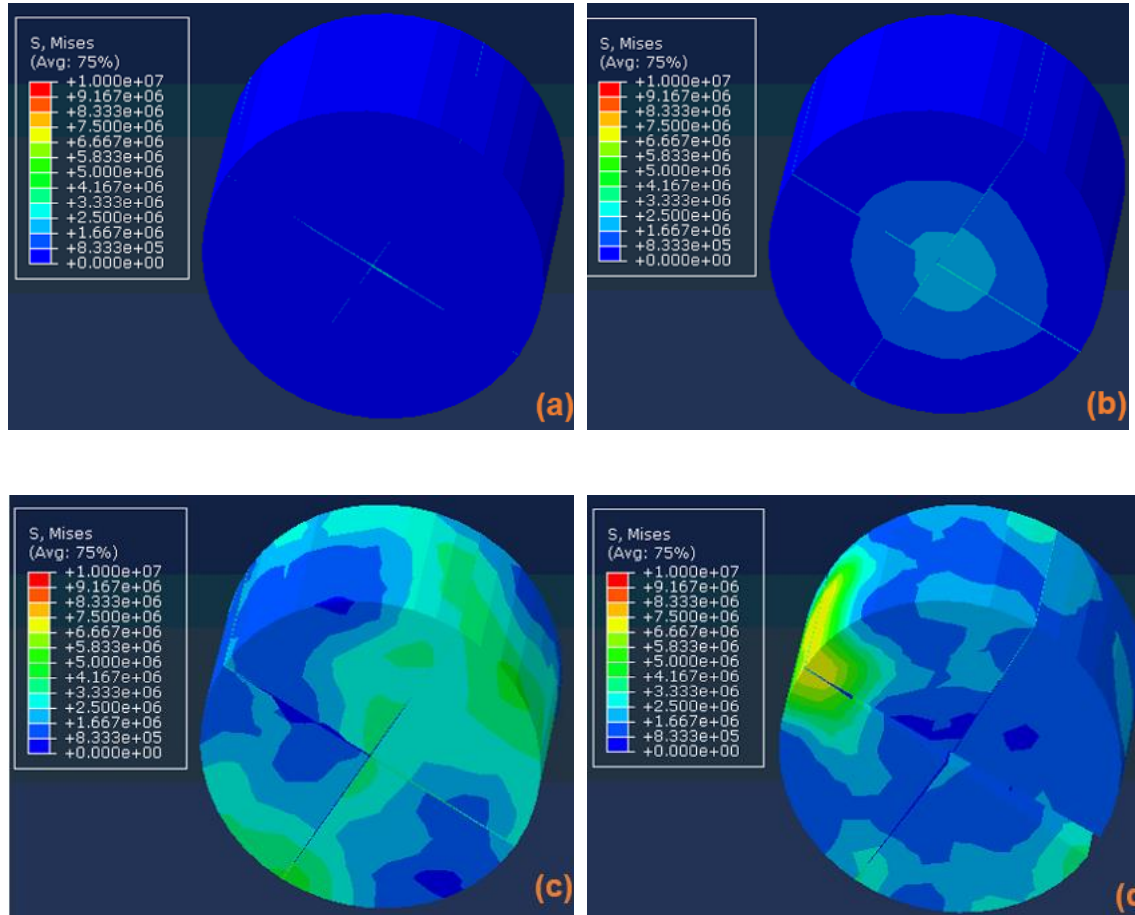 S, Mises
(Avg: 75%)
+1.000e+07
+9.167e+06
+8.333e+06
+7.500e+06
+6.667e+06
+5.833e+06
+5.000e+06
+4.167e+06
+3.333e+06
+2.500e+06
+1.667e+06
+8.333e+05
+0.000e+00
(a)
S, Mises
(Avg: 75%)
+1.000e+07
+9.167e+06
+8.333e+06
+7.500e+06
+6.667e+06
+5.833e+06
+5.000e+06
+4.167e+06
+3.333e+06
+2.500e+06
+1.667e+06
+8.333e+05
+0.000e+00
(b)
S, Mises
(Avg: 75%)
+1.000e+07
+9.167e+06
+8.333e+06
+7.500e+06
+6.667e+06
+5.833e+06
+5.000e+06
+4.167e+06
+3.333e+06
+2.500e+06
+1.667e+06
+8.333e+05
+0.000e+00
(c)
S, Mises
(Avg: 75%)
+1.000e+07
+9.167e+06
+8.333e+06
+7.500e+06
+6.667e+06
+5.833e+06
+5.000e+06
+4.167e+06
+3.333e+06
+2.500e+06
+1.667e+06
+8.333e+05
+0.000e+00